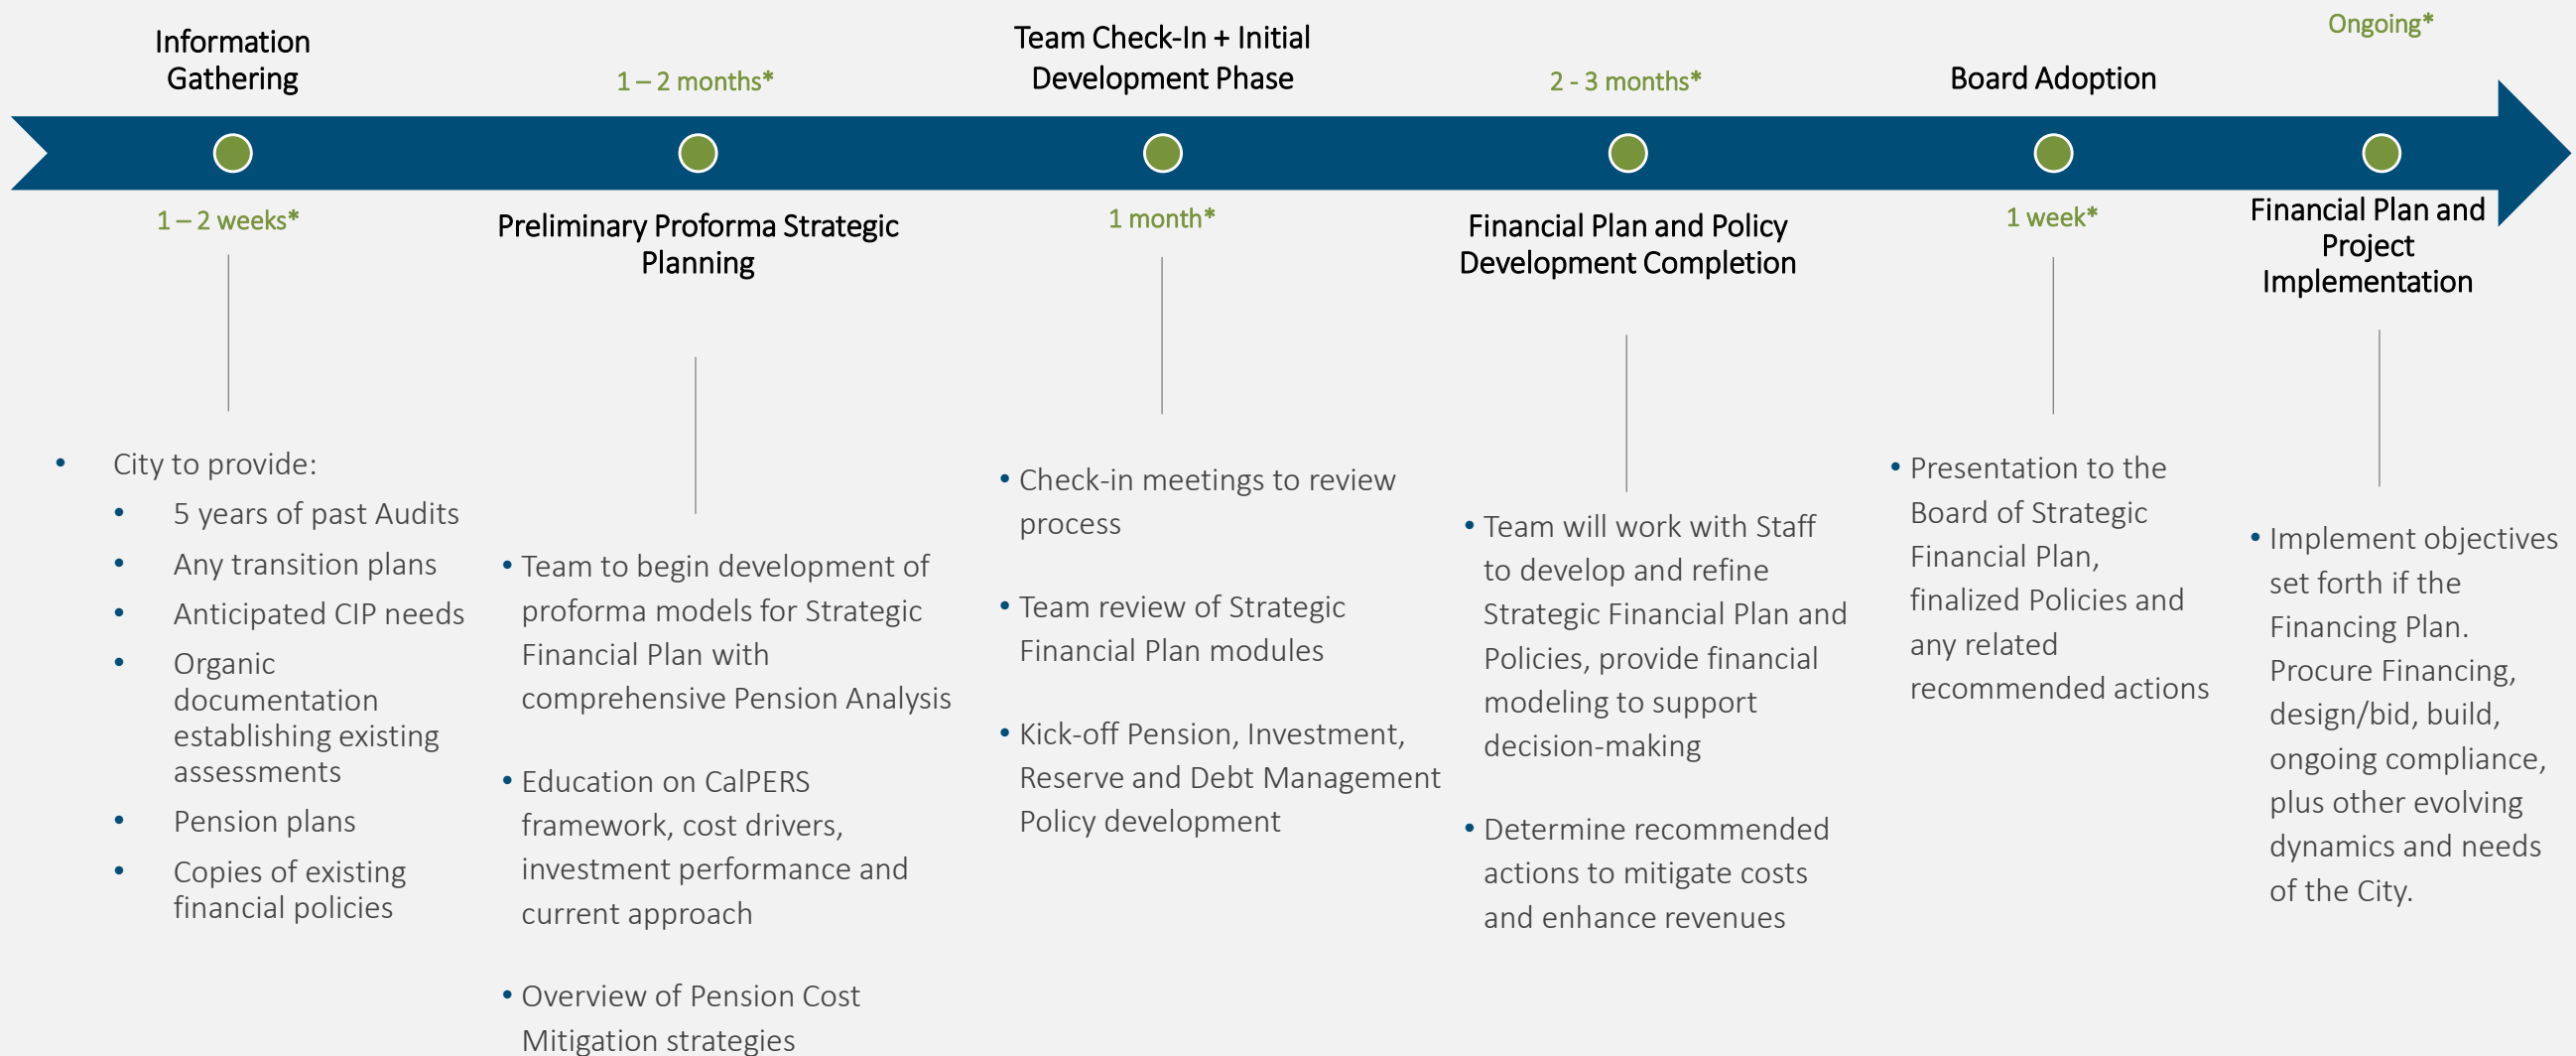 Information
Gathering
1 – 2 weeks*
• City to provide:
• 5 years of past Audits
• Any transition plans
• Anticipated CIP needs
• Organic
documentation
establishing existing
assessments
• Pension plans
• Copies of existing
financial policies
1 – 2 months*
Preliminary Proforma Strategic
Planning
• Team to begin development of
proforma models for Strategic
Financial Plan with
comprehensive Pension Analysis
• Education on CalPERS
framework, cost drivers,
investment performance and
current approach
• Overview of Pension Cost
Mitigation strategies
Team Check-In + Initial
Development Phase
1 month*
• Check-in meetings to review
process
• Team review of Strategic
Financial Plan modules
• Kick-off Pension, Investment,
Reserve and Debt Management
Policy development
2 - 3 months*
Financial Plan and Policy
Development Completion
• Team will work with Staff
to develop and refine
Strategic Financial Plan and
Policies, provide financial
modeling to support
decision-making
• Determine recommended
actions to mitigate costs
and enhance revenues
Board Adoption
1 week*
• Presentation to the
Board of Strategic
Financial Plan,
finalized Policies and
any related
recommended actions
Ongoing*
Financial Plan and
Project
Implementation
• Implement objectives
set forth if the
Financing Plan.
Procure Financing,
design/bid, build,
ongoing compliance,
plus other evolving
dynamics and needs
of the City.